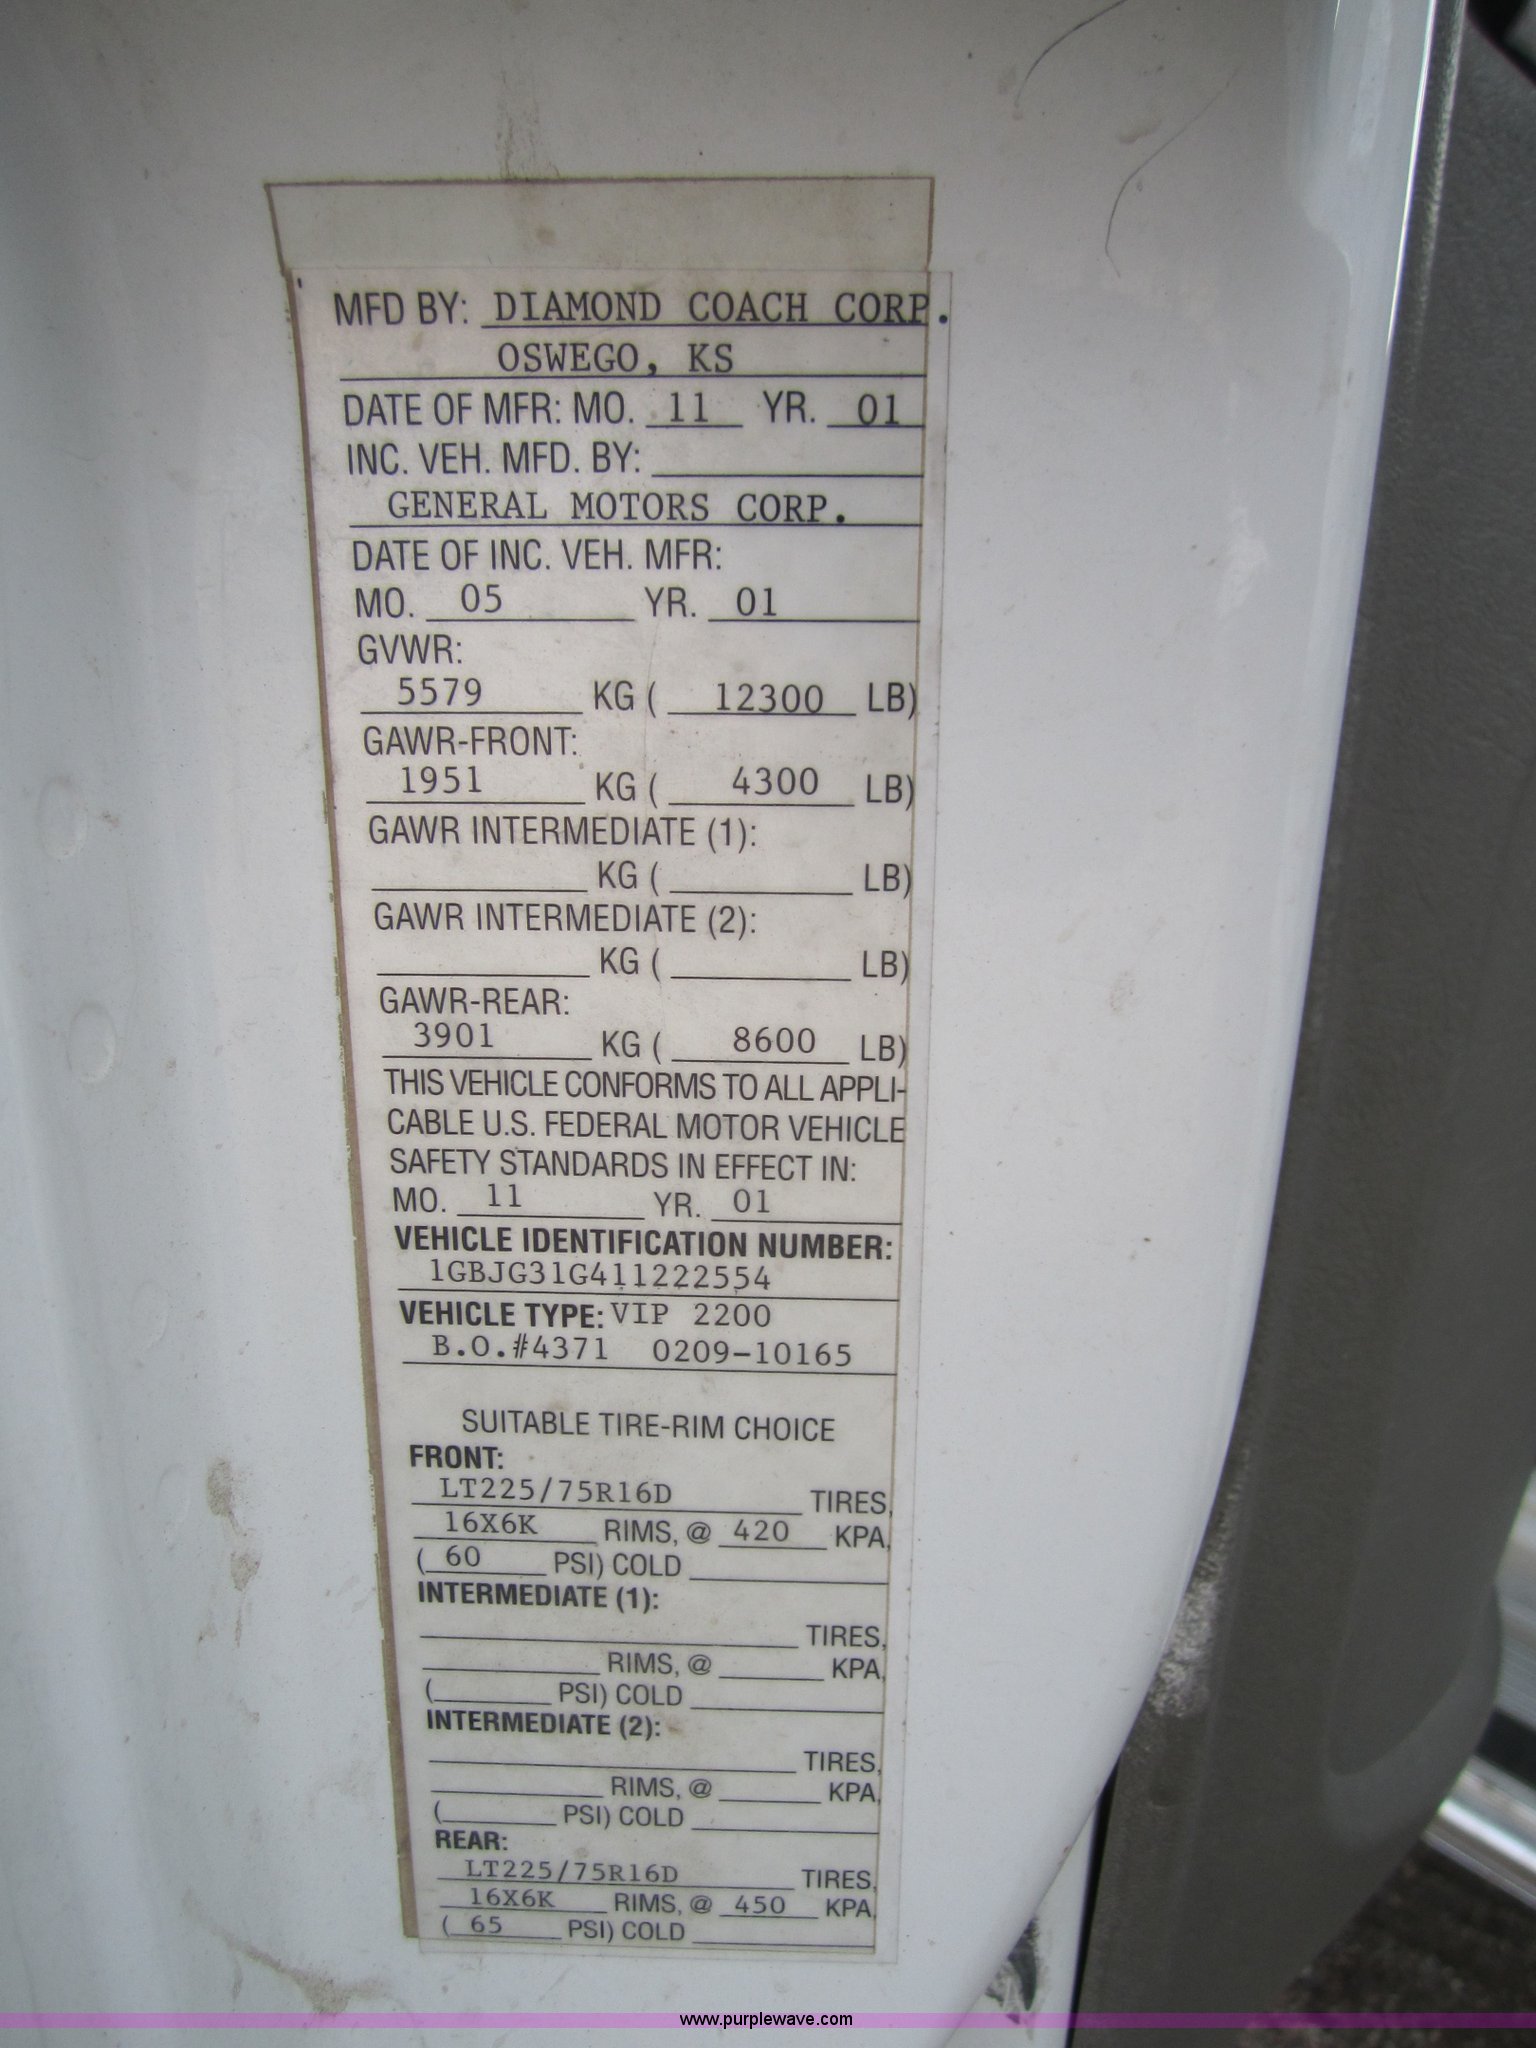 MFD BY: DIAMOND COACH CORP.
OSWEGO, KS
DATE OF MFR: MO. 11 YR. 01
INC. VEH. MFD. BY:
GENERAL MOTORS CORP.
DATE OF INC. VEH. MFR:
MO. 05 YR. 01
GVWR:
5579 KG ( 12300 LB)
GAWR-FRONT:
1951 KG ( 4300 LB)
GAWR INTERMEDIATE (1):
KG ( LB)
GAWR INTERMEDIATE (2):
KG ( LB)
GAWR-REAR:
3901 KG ( 8600 LB)
THIS VEHICLE CONFORMS TO ALL APPLI-
CABLE U.S. FEDERAL MOTOR VEHICLE
SAFETY STANDARDS IN EFFECT IN:
MO. 11 YR. 01
VEHICLE IDENTIFICATION NUMBER:
1GBJG31G411222554
VEHICLE TYPE: VIP 2200
B.O.#4371 0209-10165
SUITABLE TIRE-RIM CHOICE
FRONT:
LT225/75R16D TIRES,
16X6K RIMS, @ 420 KPA,
( 60 PSI) COLD
INTERMEDIATE (1):
TIRES,
RIMS, @ KPA,
( PSI) COLD
INTERMEDIATE (2):
TIRES,
RIMS, @ KPA,
( PSI) COLD
REAR:
LT225/75R16D TIRES,
16X6K RIMS, @ 450 KPA,
( 65 PSI) COLD
www.purplewave.com